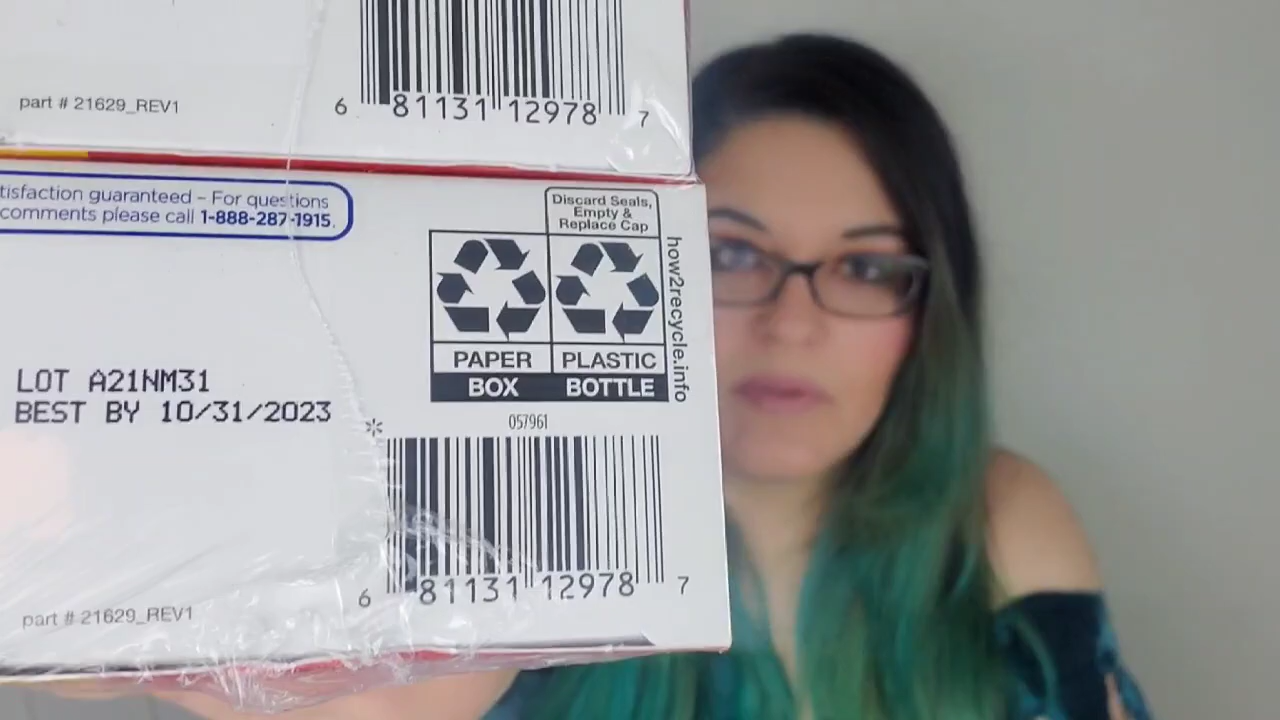 part # 21629_REV1
6 81131 12978 7
tisfaction guaranteed – For questions
comments please call 1-888-287-1915.
Discard Seals,
Empty &
Replace Cap
how2recycle.info
PAPER PLASTIC
BOX BOTTLE
LOT A21NM31
BEST BY 10/31/2023
057961
6 81131 12978 7
part # 21629_REV1